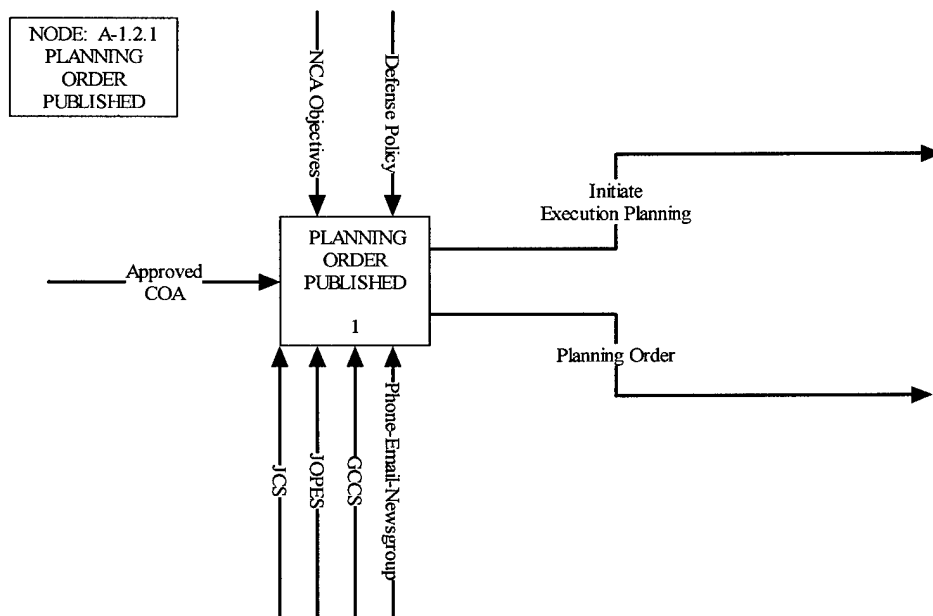 NODE: A-1.2.1
PLANNING
ORDER
PUBLISHED
NCA Objectives
Defense Policy
Initiate
Execution Planning
PLANNING
ORDER
PUBLISHED
1
Approved
COA
Planning Order
JCS
JOPES
GCCS
Phone-Email-Newsgroup